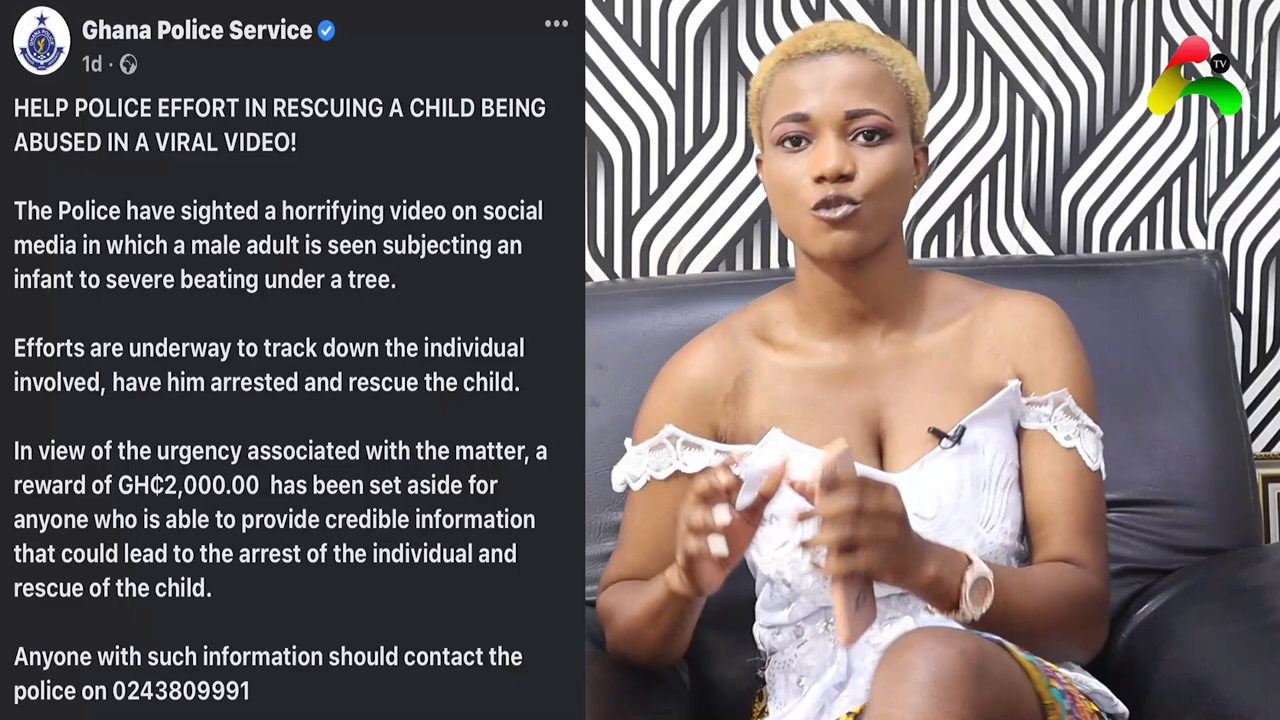 Ghana Police Service
1d ·
HELP POLICE EFFORT IN RESCUING A CHILD BEING
ABUSED IN A VIRAL VIDEO!
The Police have sighted a horrifying video on social
media in which a male adult is seen subjecting an
infant to severe beating under a tree.
Efforts are underway to track down the individual
involved, have him arrested and rescue the child.
In view of the urgency associated with the matter, a
reward of GH₵2,000.00 has been set aside for
anyone who is able to provide credible information
that could lead to the arrest of the individual and
rescue of the child.
Anyone with such information should contact the
police on 0243809991
TV